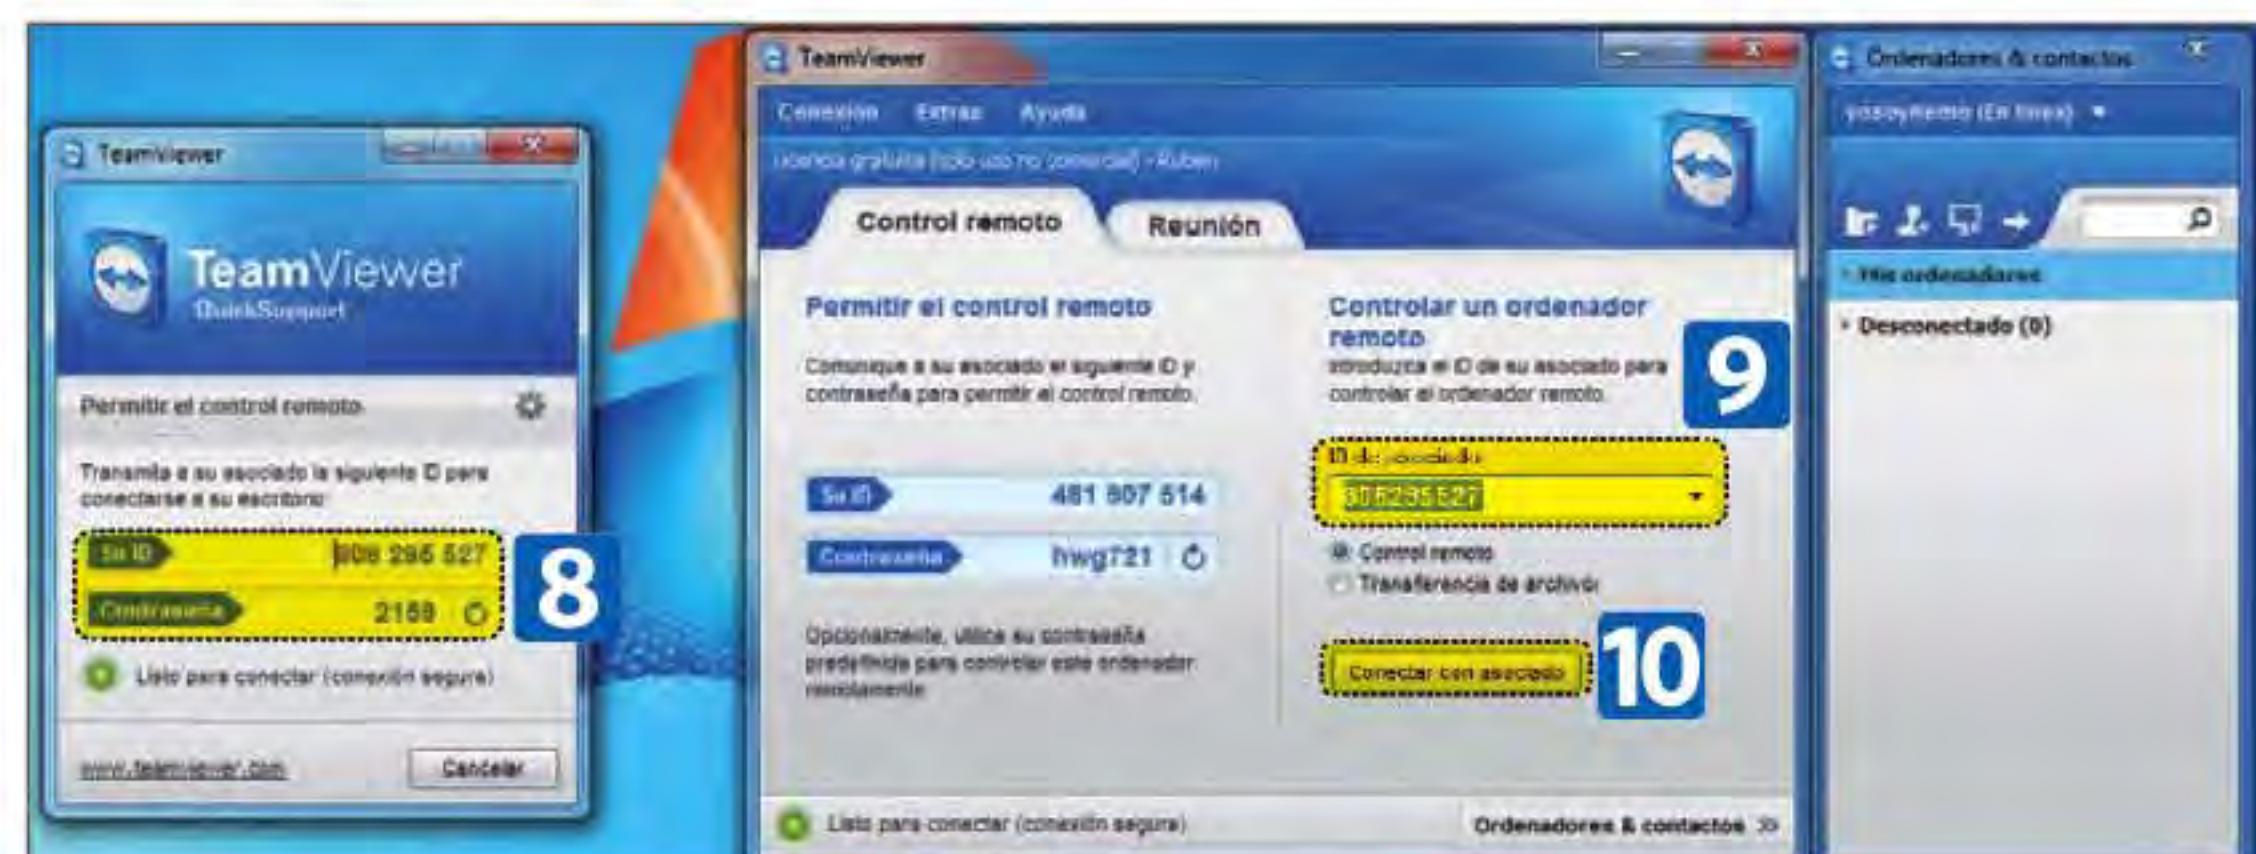 TeamViewer
TeamViewer
QuickSupport
Permitir el control remoto
Transmita a su asociado la siguiente ID para
conectarse a su escritorio:
Su ID
Contraseña
2159
8
Listo para conectar (conexión segura)
www.teamviewer.com
Cancelar
TeamViewer
Conexión Extras Ayuda
Licencia gratuita (solo uso no comercial) - Ruben
Control remoto Reunión
Permitir el control remoto
Comunique a su asociado el siguiente ID y
contraseña para permitir el control remoto.
Su ID 481 807 514
Contraseña hwg721
Opcionalmente, utilice su contraseña
predefinida para controlar este ordenador
remotamente
Controlar un ordenador
remoto
Introduzca el ID de su asociado para
controlar el ordenador remoto.
9
ID de asociado
Control remoto
Transferencia de archivos
Conectar con asociado
10
Listo para conectar (conexión segura)
Ordenadores & contactos >>
Ordenadores & contactos
(En línea)
Mis ordenadores
Desconectado (0)